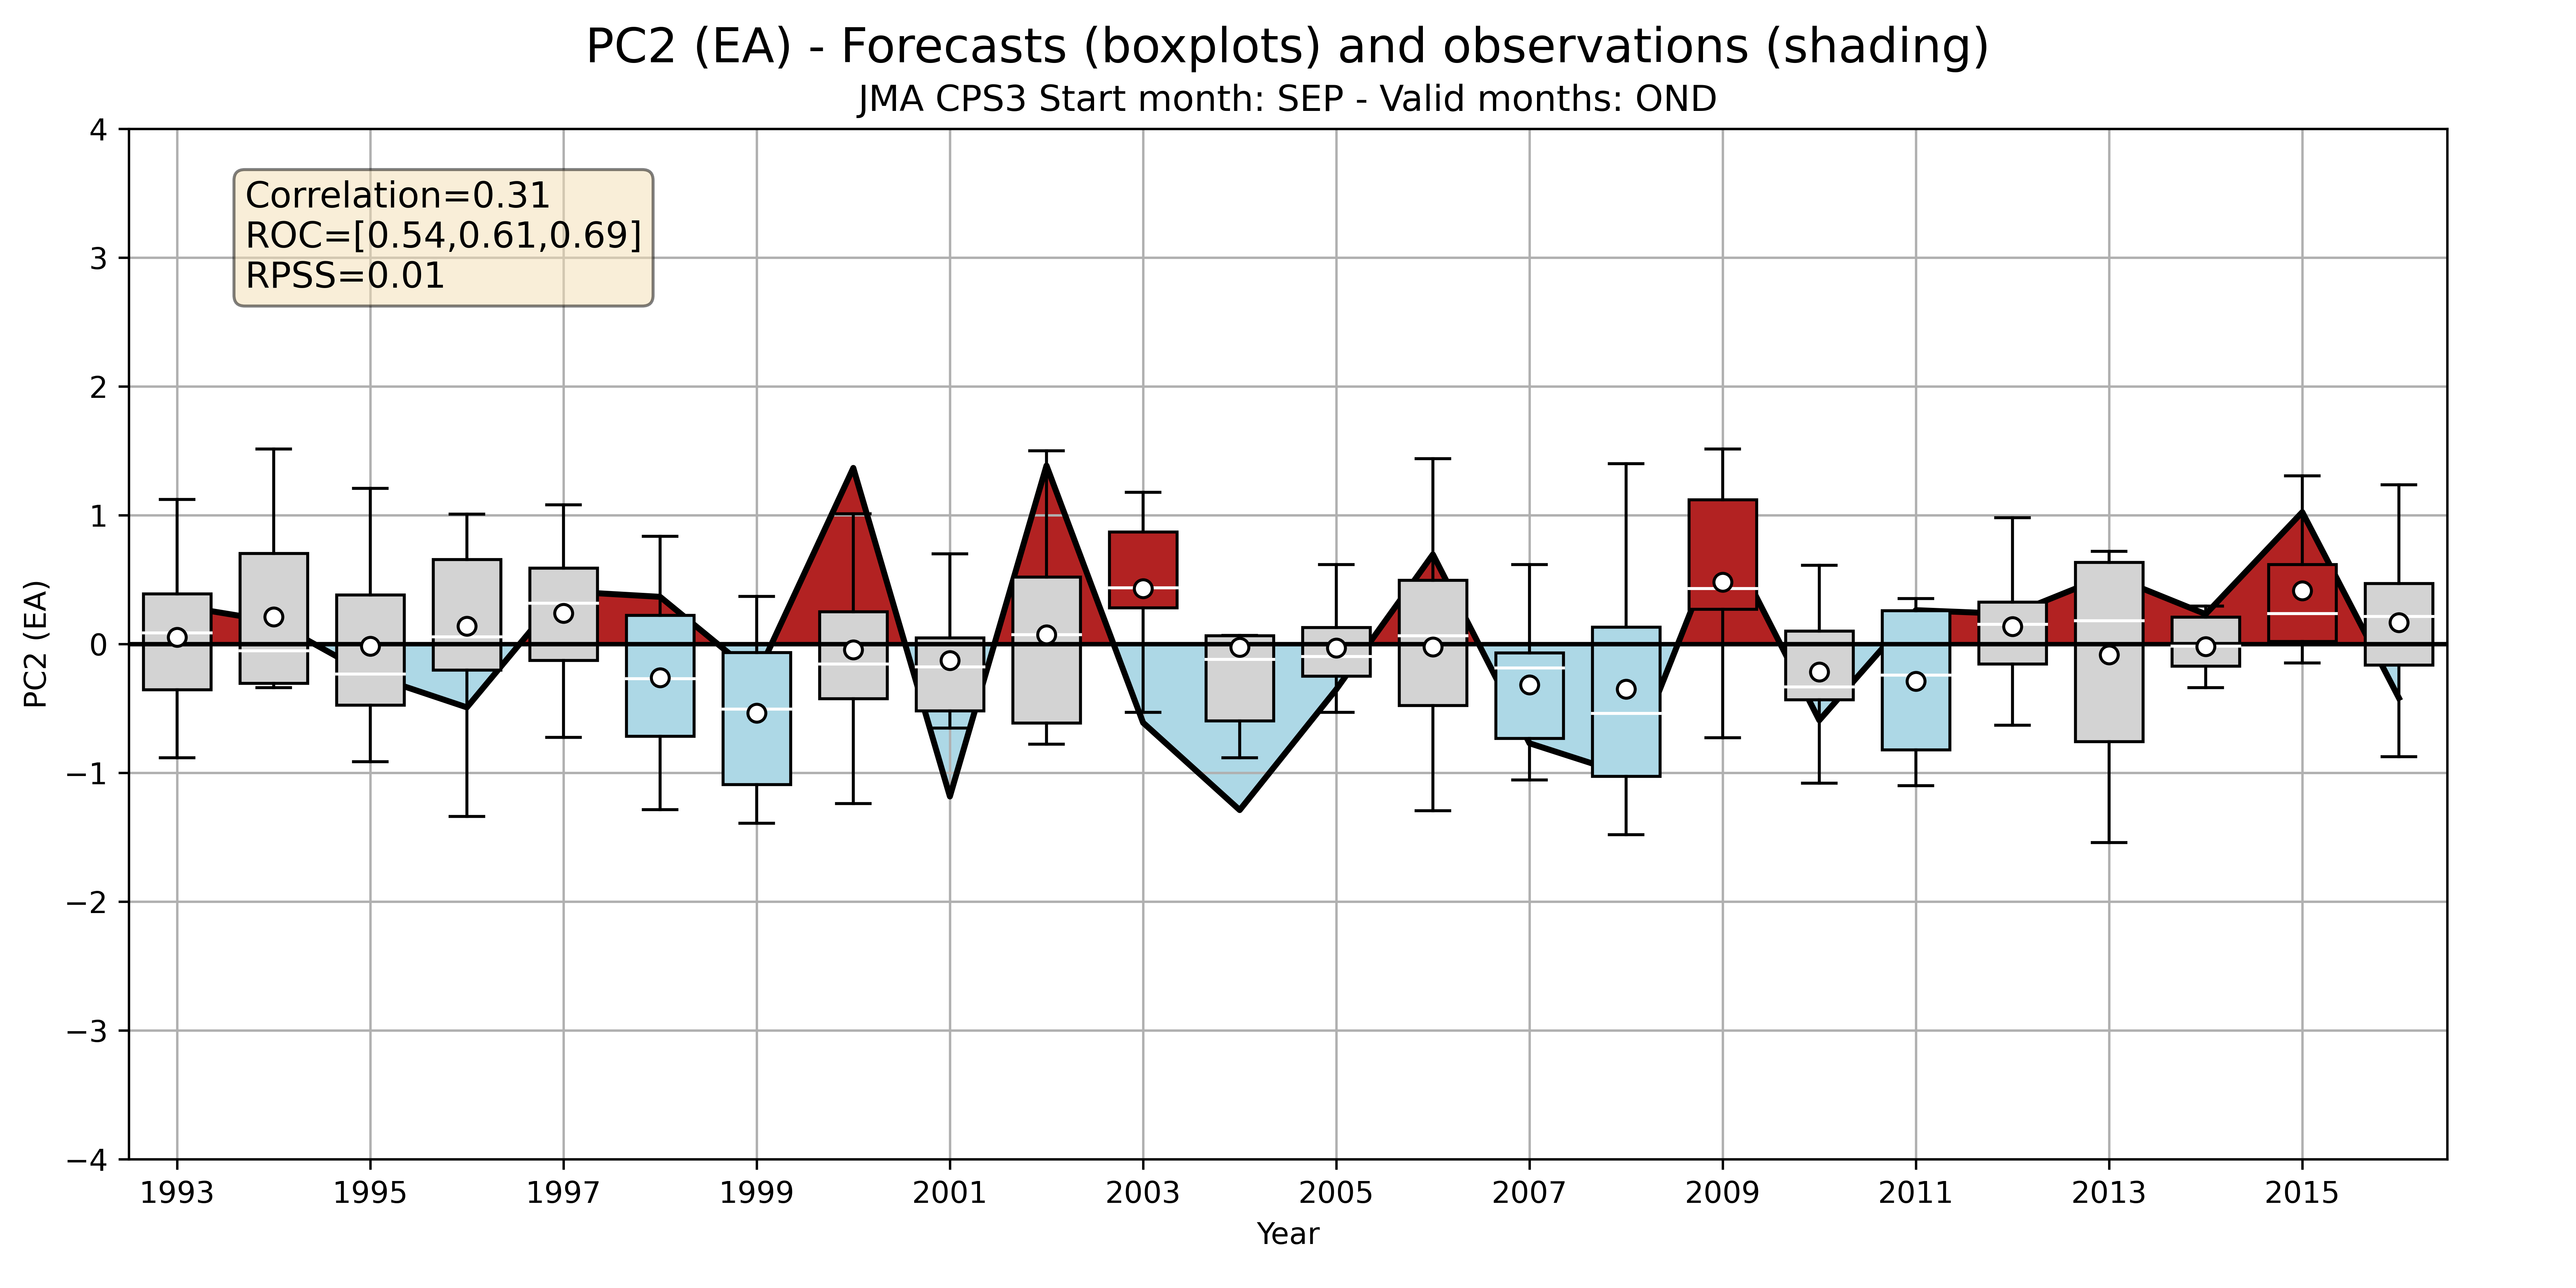 PC2 (EA) - Forecasts (boxplots) and observations (shading)
JMA CPS3 Start month: SEP - Valid months: OND
4
3
2
1
0
−1
−2
−3
−4
PC2 (EA)
Correlation=0.31
ROC=[0.54,0.61,0.69]
RPSS=0.01
1993 1995 1997 1999 2001 2003 2005 2007 2009 2011 2013 2015
Year